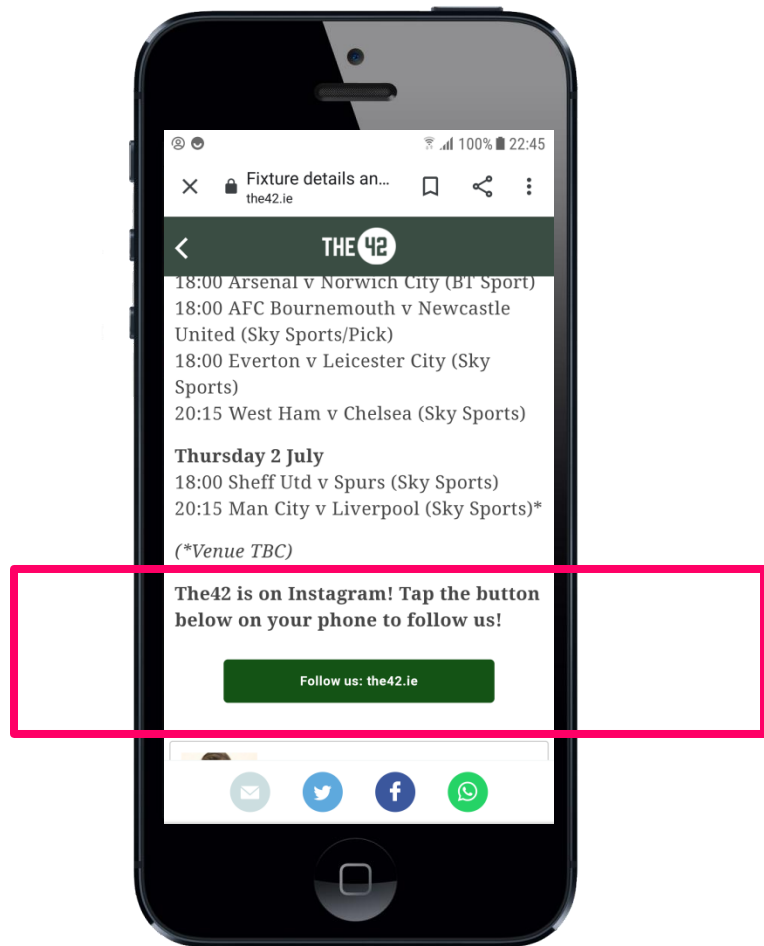 100% 22:45
Fixture details an...
the42.ie
THE 42
18:00 Arsenal v Norwich City (BT Sport)
18:00 AFC Bournemouth v Newcastle
United (Sky Sports/Pick)
18:00 Everton v Leicester City (Sky
Sports)
20:15 West Ham v Chelsea (Sky Sports)
Thursday 2 July
18:00 Sheff Utd v Spurs (Sky Sports)
20:15 Man City v Liverpool (Sky Sports)*
(*Venue TBC)
The42 is on Instagram! Tap the button
below on your phone to follow us!
Follow us: the42.ie